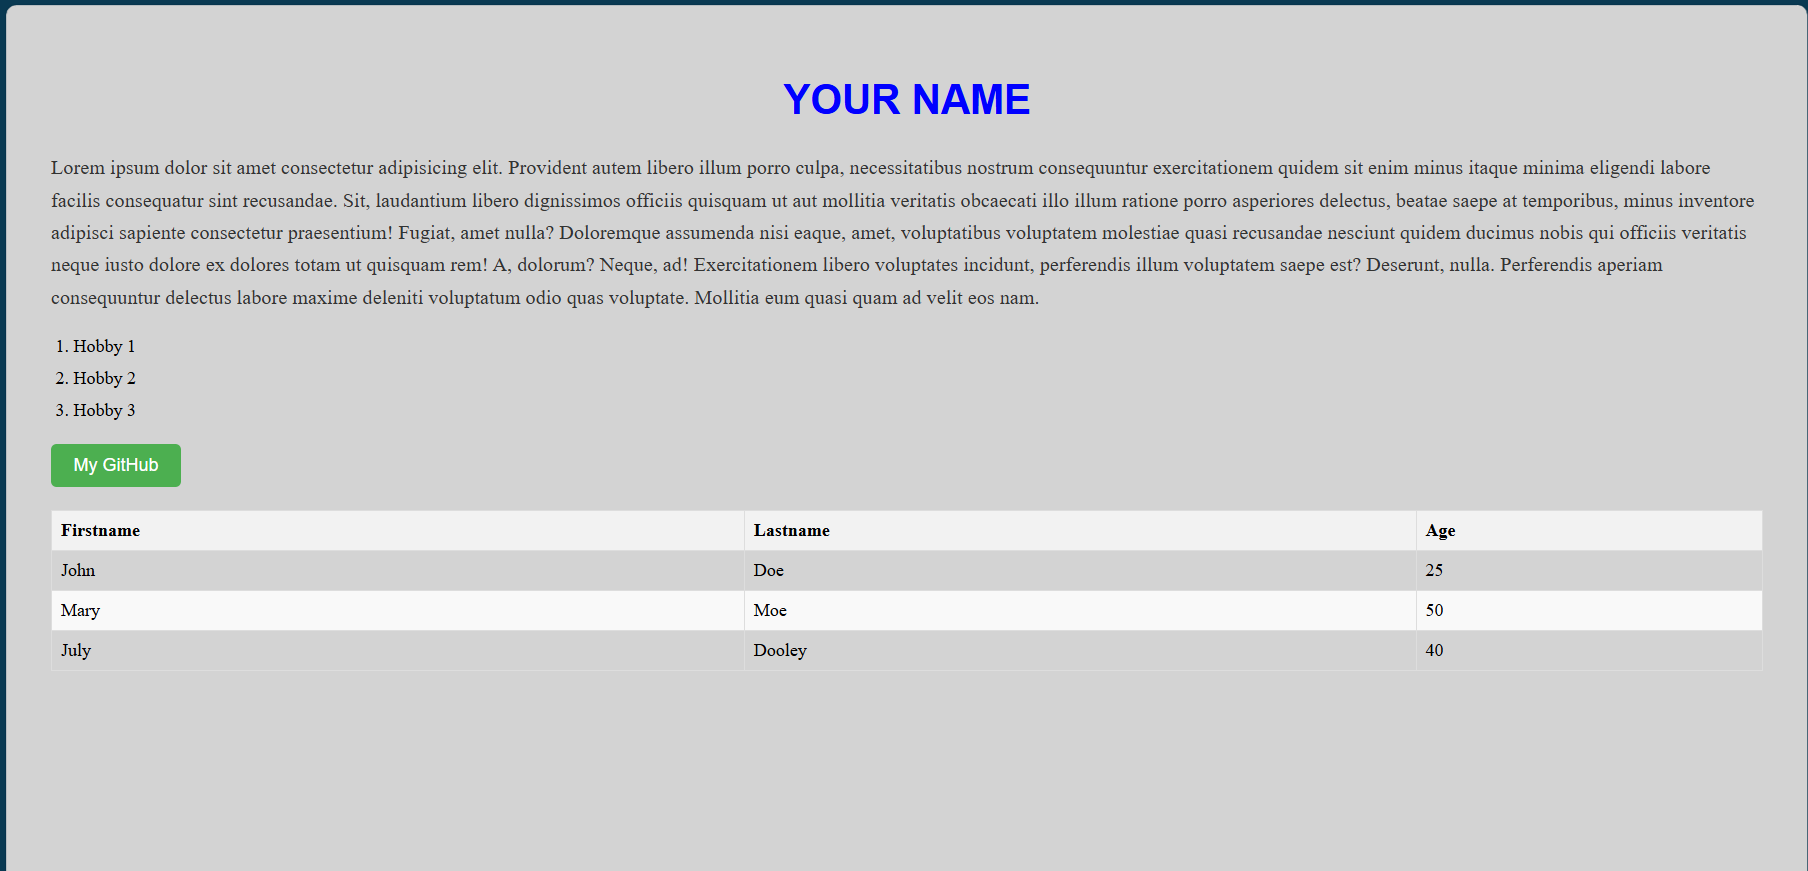 YOUR NAME
Lorem ipsum dolor sit amet consectetur adipisicing elit. Provident autem libero illum porro culpa, necessitatibus nostrum consequuntur exercitationem quidem sit enim minus itaque minima eligendi labore
facilis consequatur sint recusandae. Sit, laudantium libero dignissimos officiis quisquam ut aut mollitia veritatis obcaecati illo illum ratione porro asperiores delectus, beatae saepe at temporibus, minus inventore
adipisci sapiente consectetur praesentium! Fugiat, amet nulla? Doloremque assumenda nisi eaque, amet, voluptatibus voluptatem molestiae quasi recusandae nesciunt quidem ducimus nobis qui officiis veritatis
neque iusto dolore ex dolores totam ut quisquam rem! A, dolorum? Neque, ad! Exercitationem libero voluptates incidunt, perferendis illum voluptatem saepe est? Deserunt, nulla. Perferendis aperiam
consequuntur delectus labore maxime deleniti voluptatum odio quas voluptate. Mollitia eum quasi quam ad velit eos nam.
1. Hobby 1
2. Hobby 2
3. Hobby 3
My GitHub
Firstname Lastname Age
John Doe 25
Mary Moe 50
July Dooley 40